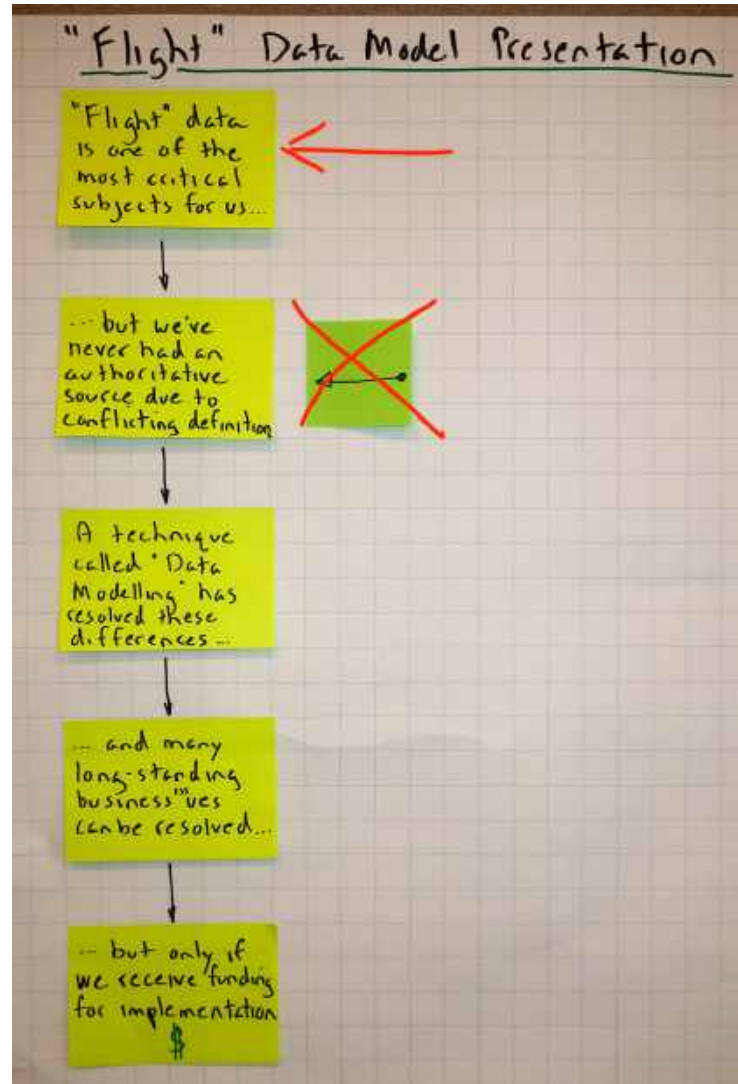 "Flight" Data Model Presentation
"Flight" data
is one of the
most critical
subjects for us...
... but we've
never had an
authoritative
source due to
conflicting definition
A technique
called "Data
Modelling" has
resolved these
differences...
... and many
long-standing
business issues
can be resolved...
... but only if
we receive funding
for implementation
$